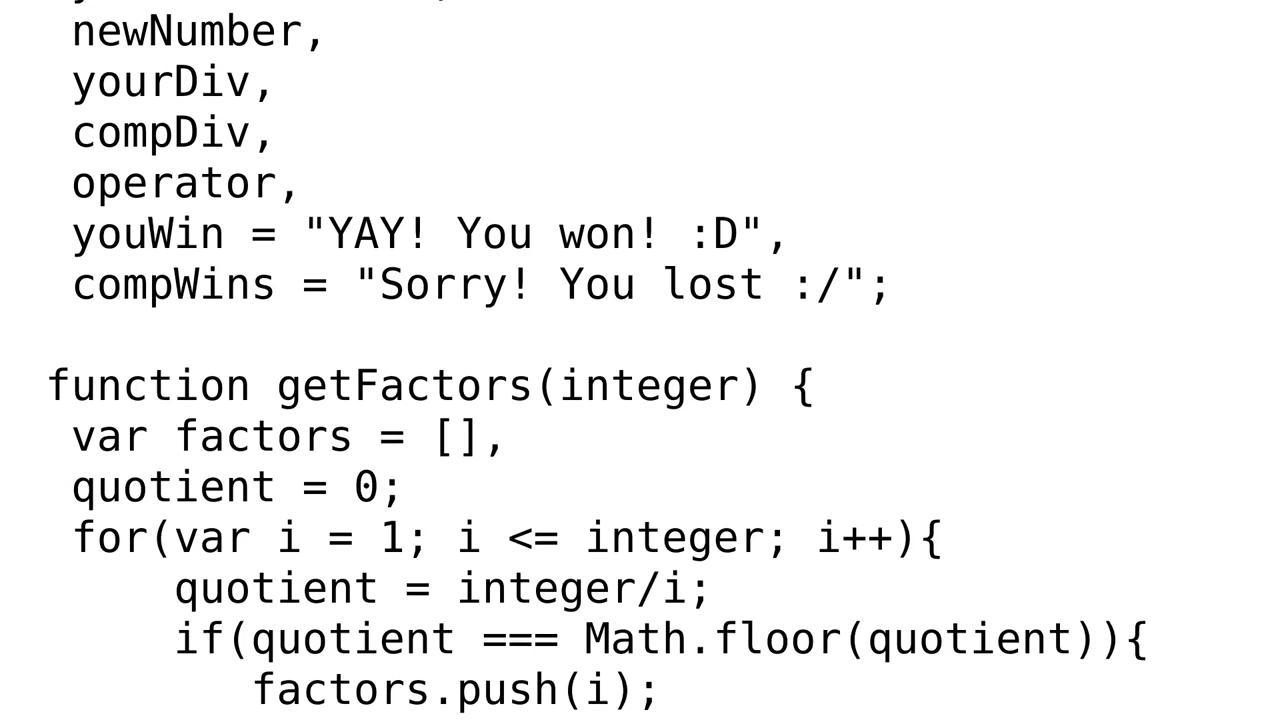 newNumber,
yourDiv,
compDiv,
operator,
youWin = "YAY! You won! :D",
compWins = "Sorry! You lost :/";
function getFactors(integer) {
var factors = [],
quotient = 0;
for(var i = 1; i <= integer; i++){
quotient = integer/i;
if(quotient === Math.floor(quotient)){
factors.push(i);